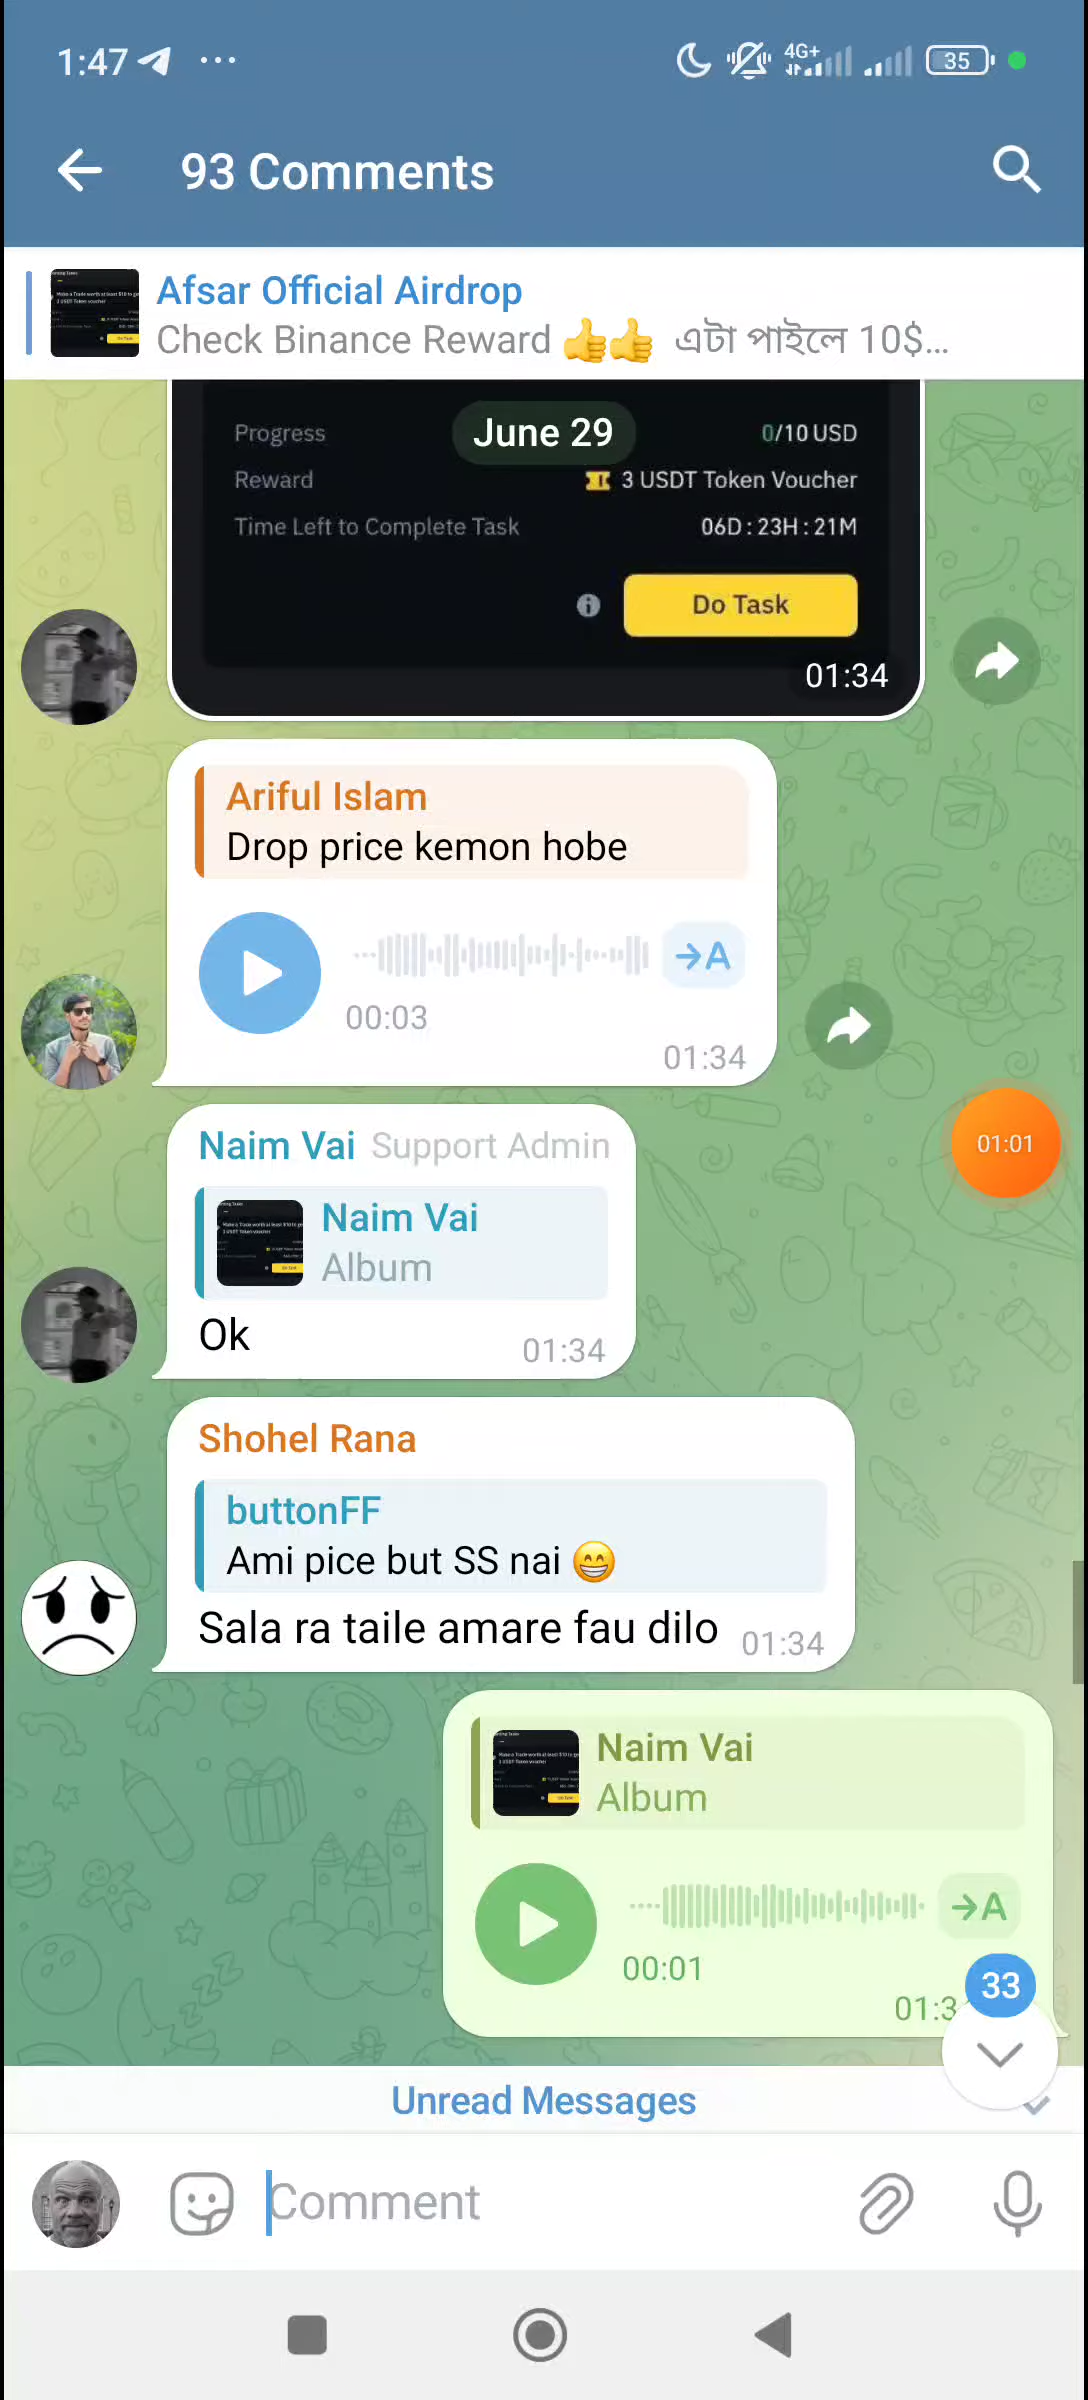 1:47
4G+
35
93 Comments
Afsar Official Airdrop
Check Binance Reward 👍👍 এটা পাইলে 10$...
June 29
Progress 0/10 USD
Reward 3 USDT Token Voucher
Time Left to Complete Task 06D : 23H : 21M
Do Task
01:34
Ariful Islam
Drop price kemon hobe
→A
00:03
01:34
01:01
Naim Vai Support Admin
Naim Vai
Album
Ok
01:34
Shohel Rana
buttonFF
Ami pice but SS nai 😁
Sala ra taile amare fau dilo 01:34
Naim Vai
Album
→A
00:01
33
01:3
Unread Messages
Comment